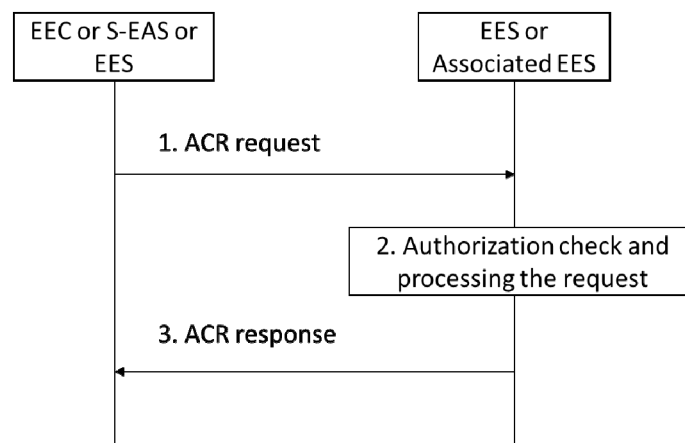 EEC or S-EAS or
EES
EES or
Associated EES
1. ACR request
2. Authorization check and
processing the request
3. ACR response